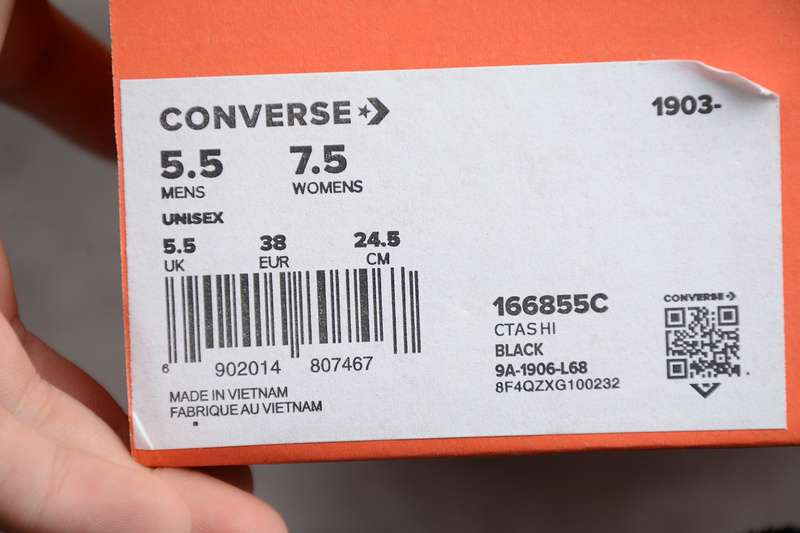 CONVERSE
1903-
5.5 7.5
MENS WOMENS
UNISEX
5.5 38 24.5
UK EUR CM
6 902014 807467
MADE IN VIETNAM
FABRIQUE AU VIETNAM
166855C
CTAS HI
BLACK
9A-1906-L68
8F4QZXG100232
CONVERSE